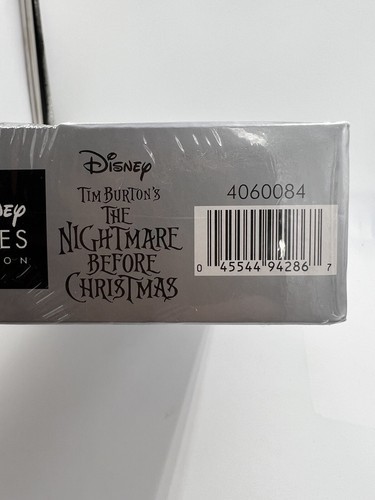 Disney
TIM BURTON'S
THE
NIGHTMARE
BEFORE
CHRISTMAS
4060084
0 45544 94286 7